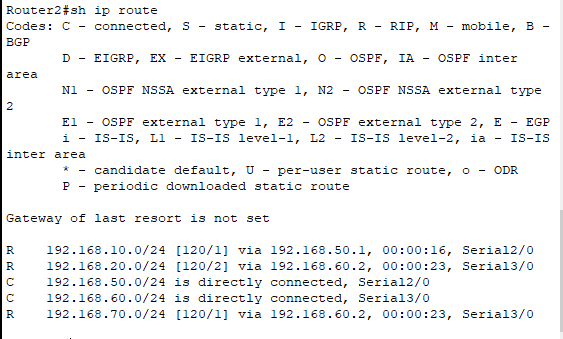 Router2#sh ip route
Codes: C - connected, S - static, I - IGRP, R - RIP, M - mobile, B -
BGP
       D - EIGRP, EX - EIGRP external, O - OSPF, IA - OSPF inter
area
       N1 - OSPF NSSA external type 1, N2 - OSPF NSSA external type
2
       E1 - OSPF external type 1, E2 - OSPF external type 2, E - EGP
       i - IS-IS, L1 - IS-IS level-1, L2 - IS-IS level-2, ia - IS-IS
inter area
       * - candidate default, U - per-user static route, o - ODR
       P - periodic downloaded static route
Gateway of last resort is not set
R    192.168.10.0/24 [120/1] via 192.168.50.1, 00:00:16, Serial2/0
R    192.168.20.0/24 [120/2] via 192.168.60.2, 00:00:23, Serial3/0
C    192.168.50.0/24 is directly connected, Serial2/0
C    192.168.60.0/24 is directly connected, Serial3/0
R    192.168.70.0/24 [120/1] via 192.168.60.2, 00:00:23, Serial3/0